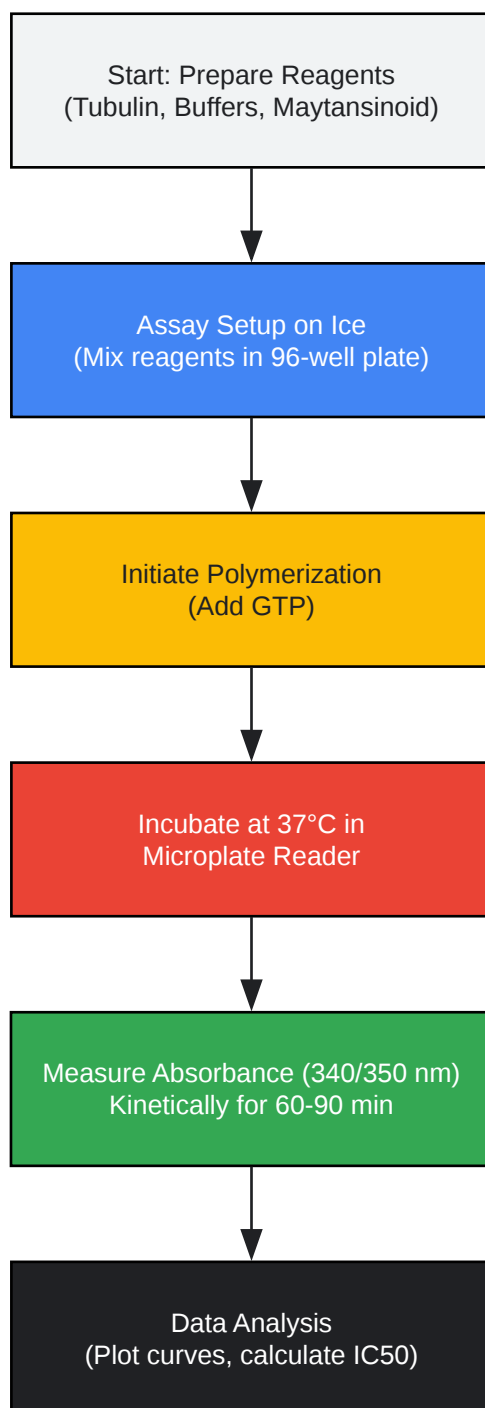 Start: Prepare Reagents
(Tubulin, Buffers, Maytansinoid)
Assay Setup on Ice
(Mix reagents in 96-well plate)
Initiate Polymerization
(Add GTP)
Incubate at 37°C in
Microplate Reader
Measure Absorbance (340/350 nm)
Kinetically for 60-90 min
Data Analysis
(Plot curves, calculate IC50)